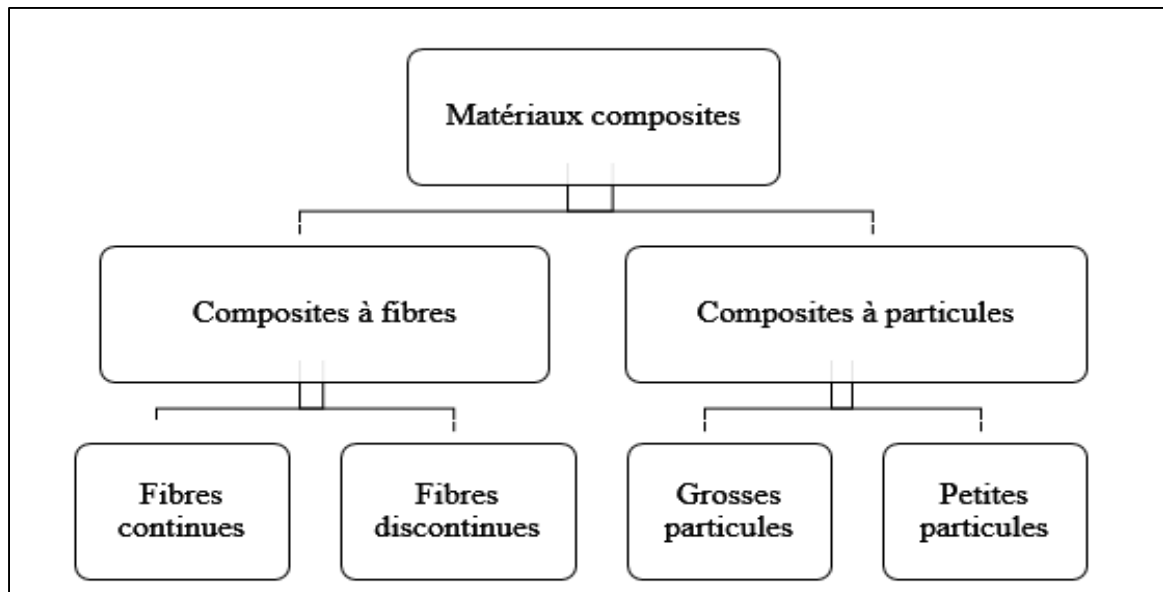 Matériaux composites
Composites à fibres
Composites à particules
Fibres
continues
Fibres
discontinues
Grosses
particules
Petites
particules